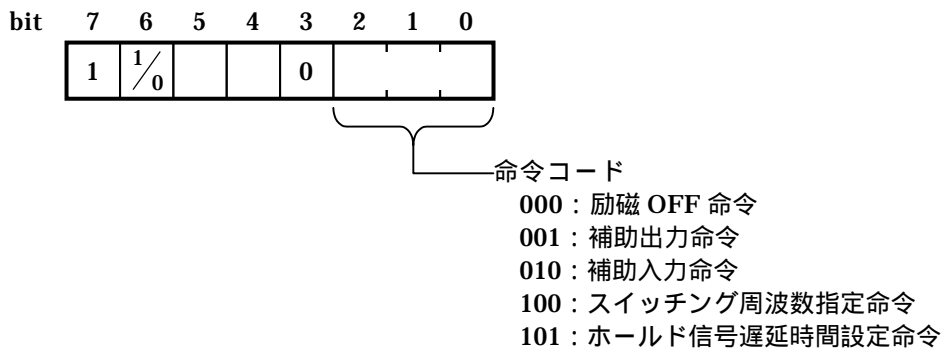 bit 7 6 5 4 3 2 1 0
1 1/0 0
命令コード
000：励磁 OFF 命令
001：補助出力命令
010：補助入力命令
100：スイッチング周波数指定命令
101：ホールド信号遅延時間設定命令